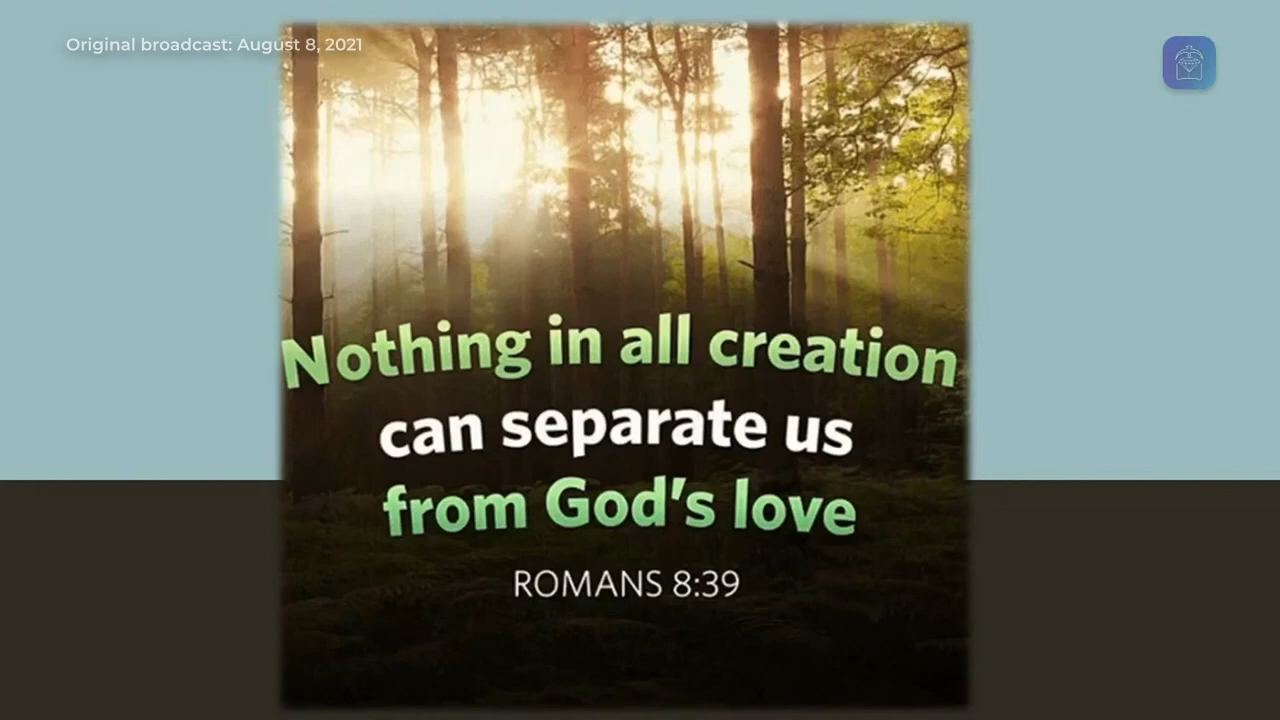 Original broadcast: August 8, 2021
Nothing in all creation
can separate us
from God's love
ROMANS 8:39